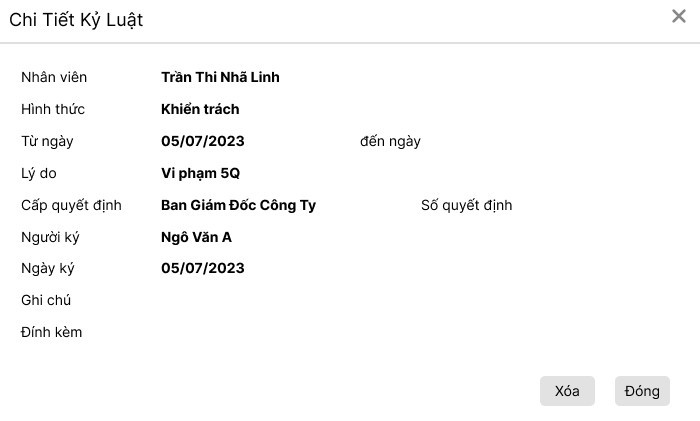 Chi Tiết Kỷ Luật
Nhân viên Trần Thi Nhã Linh
Hình thức Khiển trách
Từ ngày 05/07/2023 đến ngày
Lý do Vi phạm 5Q
Cấp quyết định Ban Giám Đốc Công Ty Số quyết định
Người ký Ngô Văn A
Ngày ký 05/07/2023
Ghi chú
Đính kèm
Xóa Đóng